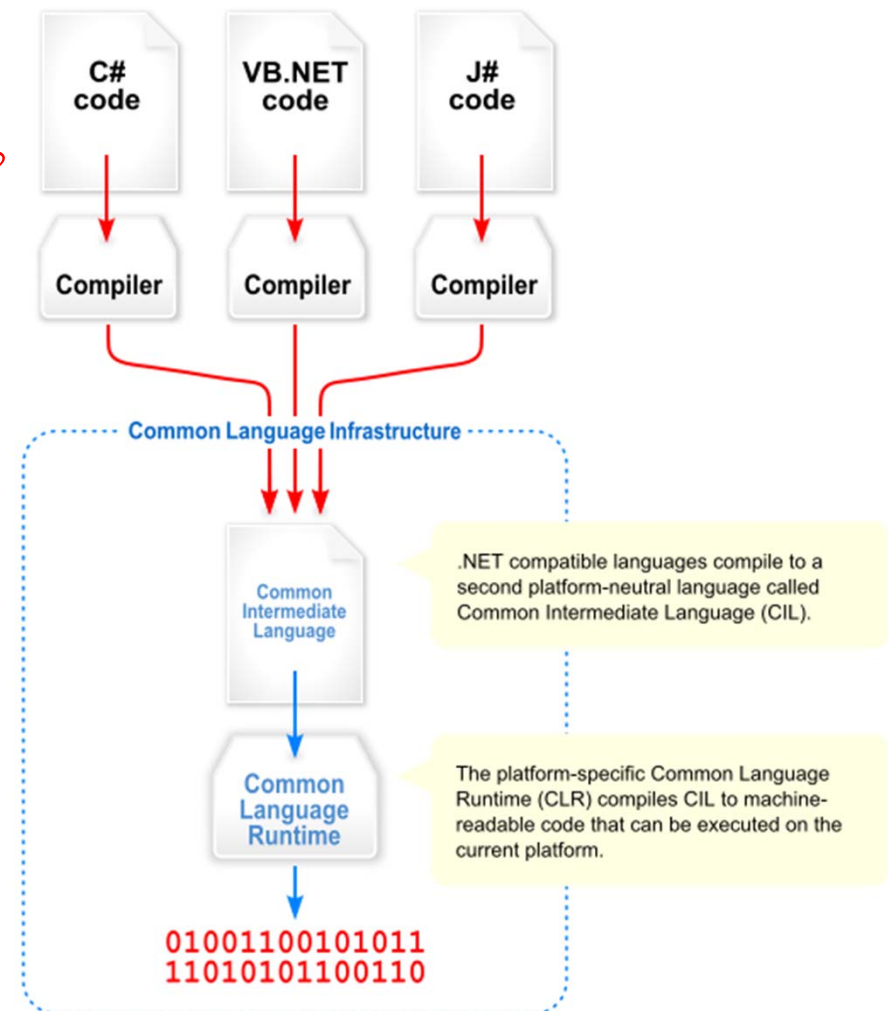 C#
code
VB.NET
code
J#
code
Compiler
Compiler
Compiler
Common Language Infrastructure
Common
Intermediate
Language
.NET compatible languages compile to a
second platform-neutral language called
Common Intermediate Language (CIL).
Common
Language
Runtime
The platform-specific Common Language
Runtime (CLR) compiles CIL to machine-
readable code that can be executed on the
current platform.
01001100101011
11010101100110